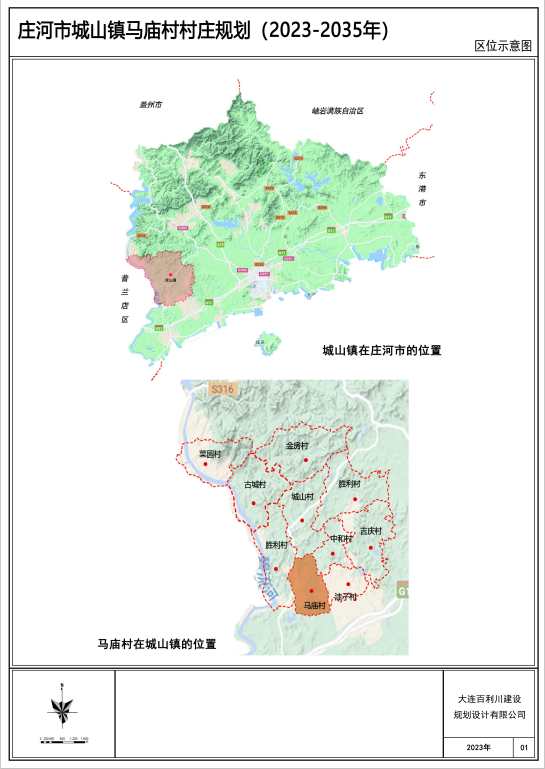 庄河市城山镇马庙村村庄规划（2023-2035年）
区位示意图
盖州市
岫岩满族自治区
东港市
普兰店区
城山镇在庄河市的位置
S316
金房村
菜园村
古城村
胜利村
城山村
吉庆村
中和村
胜利村
马庙村
G1
马庙村在城山镇的位置
N
大连百利川建设
规划设计有限公司
2023年
01